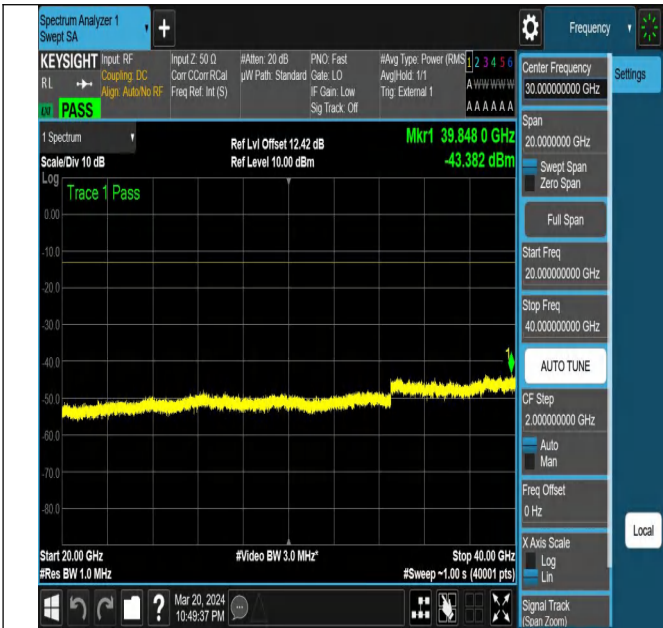 Spectrum Analyzer 1
Swept SA
+
Frequency
KEYSIGHT
RL
PASS
Input: RF
Coupling: DC
Align: Auto/No RF
Input Z: 50 Ω
Corr CCorr RCal
Freq Ref: Int (S)
#Atten: 20 dB
µW Path: Standard
PNO: Fast
Gate: LO
IF Gain: Low
Sig Track: Off
#Avg Type: Power (RMS
Avg|Hold: 1/1
Trig: External 1
1 2 3 4 5 6
A W W W W W
A A A A A A
1 Spectrum
Scale/Div 10 dB
Ref Lvl Offset 12.42 dB
Ref Level 10.00 dBm
Mkr1 39.848 0 GHz
-43.382 dBm
Log
Trace 1 Pass
0.00
-10.0
-20.0
-30.0
-40.0
-50.0
-60.0
-70.0
-80.0
1
Start 20.00 GHz
#Res BW 1.0 MHz
#Video BW 3.0 MHz*
Stop 40.00 GHz
#Sweep ~1.00 s (40001 pts)
?
Mar 20, 2024
10:49:37 PM
Center Frequency
30.000000000 GHz
Settings
Span
20.0000000 GHz
Swept Span
Zero Span
Full Span
Start Freq
20.000000000 GHz
Stop Freq
40.000000000 GHz
AUTO TUNE
CF Step
2.000000000 GHz
Auto
Man
Freq Offset
0 Hz
X Axis Scale
Log
Lin
Local
Signal Track
(Span Zoom)